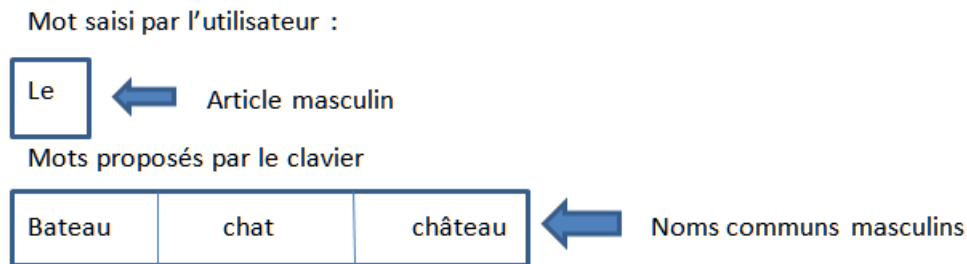 Mot saisi par l’utilisateur :
Le Article masculin
Mots proposés par le clavier
Bateau chat château Noms communs masculins